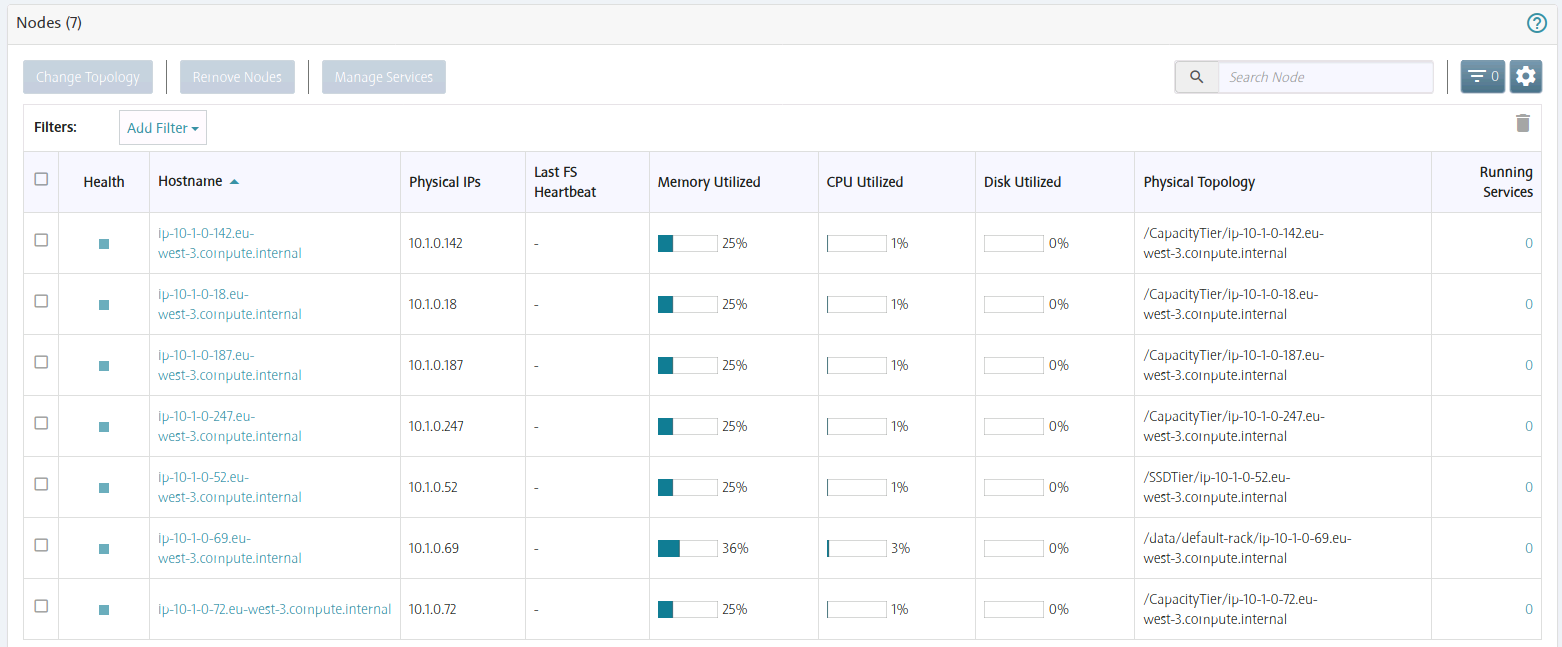 Nodes (7)
?
Change Topology
Remove Nodes
Manage Services
Search Node
0
Filters:
Add Filter
Health
Hostname
Physical IPs
Last FS
Heartbeat
Memory Utilized
CPU Utilized
Disk Utilized
Physical Topology
Running
Services
ip-10-1-0-142.eu-
west-3.compute.internal
10.1.0.142
-
25%
1%
0%
/CapacityTier/ip-10-1-0-142.eu-
west-3.compute.internal
0
ip-10-1-0-18.eu-
west-3.compute.internal
10.1.0.18
-
25%
1%
0%
/CapacityTier/ip-10-1-0-18.eu-
west-3.compute.internal
0
ip-10-1-0-187.eu-
west-3.compute.internal
10.1.0.187
-
25%
1%
0%
/CapacityTier/ip-10-1-0-187.eu-
west-3.compute.internal
0
ip-10-1-0-247.eu-
west-3.compute.internal
10.1.0.247
-
25%
1%
0%
/CapacityTier/ip-10-1-0-247.eu-
west-3.compute.internal
0
ip-10-1-0-52.eu-
west-3.compute.internal
10.1.0.52
-
25%
1%
0%
/SSDTier/ip-10-1-0-52.eu-
west-3.compute.internal
0
ip-10-1-0-69.eu-
west-3.compute.internal
10.1.0.69
-
36%
3%
0%
/data/default-rack/ip-10-1-0-69.eu-
west-3.compute.internal
0
ip-10-1-0-72.eu-west-3.compute.internal
10.1.0.72
-
25%
1%
0%
/CapacityTier/ip-10-1-0-72.eu-
west-3.compute.internal
0